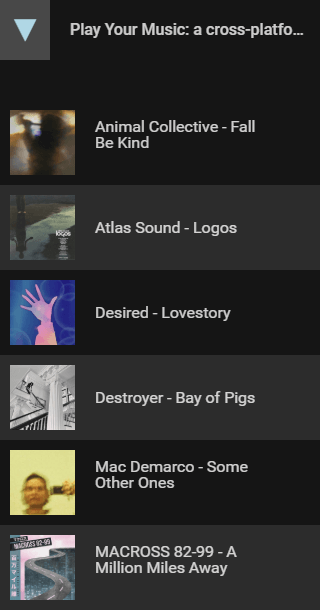 Play Your Music: a cross-platfo...
Animal Collective - Fall
Be Kind
Atlas Sound - Logos
logos
Desired - Lovestory
Destroyer - Bay of Pigs
Mac Demarco - Some
Other Ones
MACROSS 82-99 - A
Million Miles Away
MACROSS 82-99